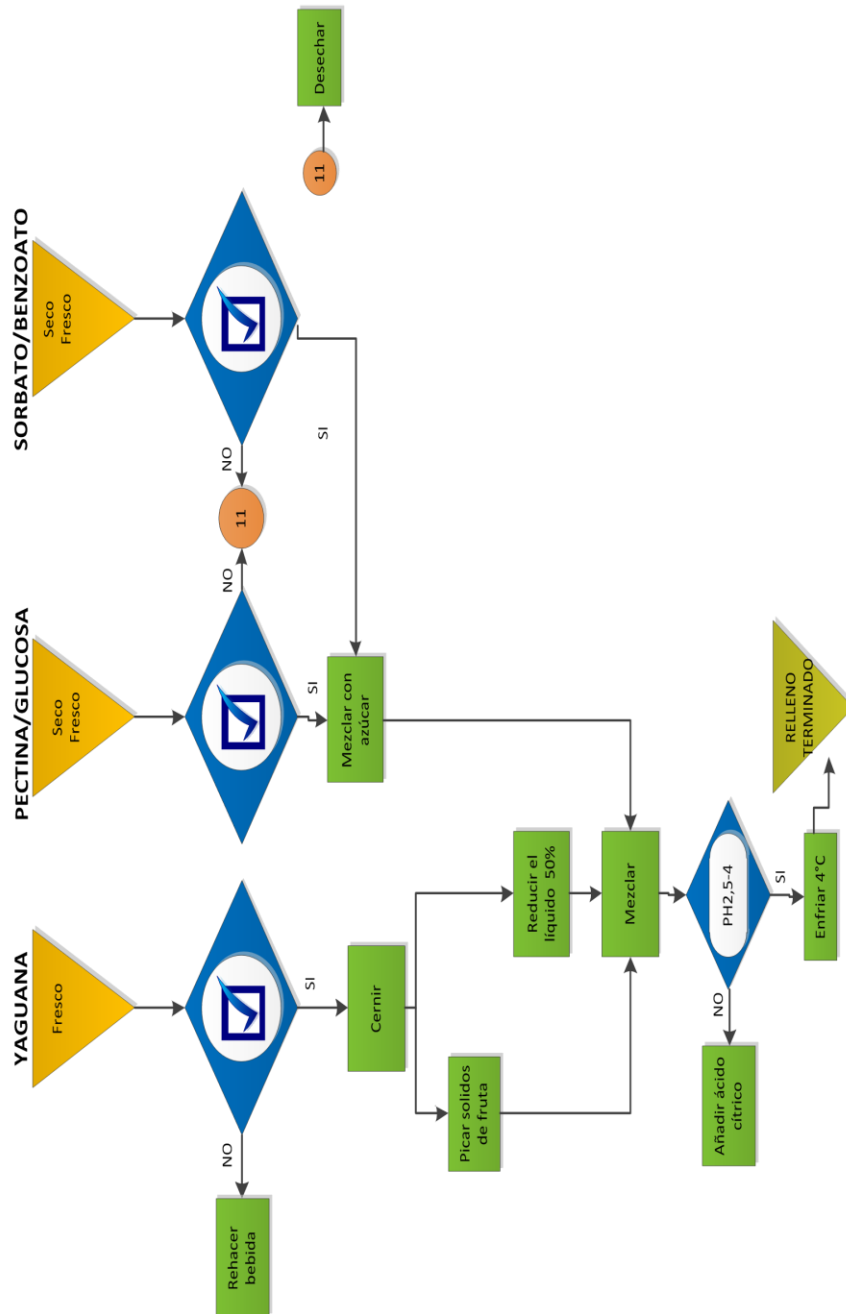 YAGUANA
PECTINA/GLUCOSA
SORBATO/BENZOATO
Fresco
Seco
Fresco
Seco
Fresco
NO
NO
11
NO
Rehacer
bebida
SI
SI
SI
11
Desechar
Cernir
Mezclar con
azúcar
Picar solidos
de fruta
Reducir el
líquido 50%
Mezclar
PH2,5-4
NO
SI
Añadir ácido
cítrico
Enfriar 4°C
RELLENO
TERMINADO